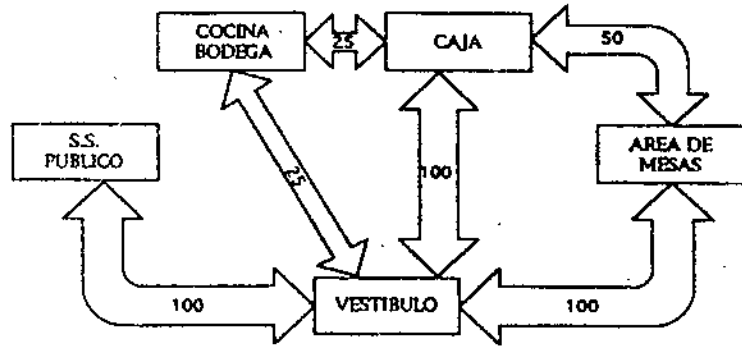 COCINA
BODEGA
25
CAJA
50
S.S.
PUBLICO
AREA DE
MESAS
25
100
100
VESTIBULO
100